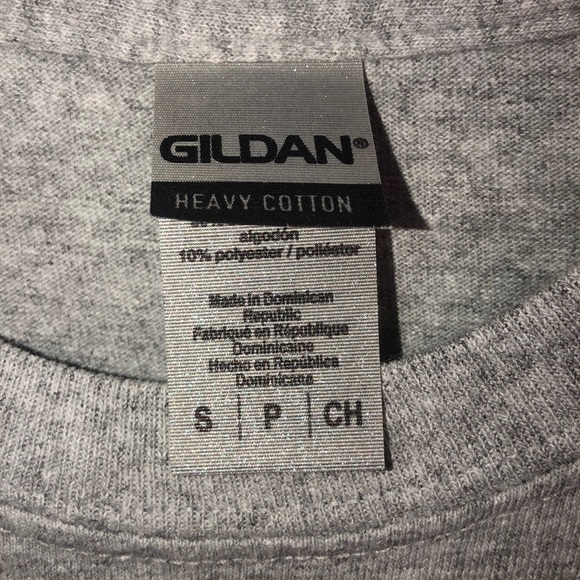 GILDAN®
HEAVY COTTON
algodón
10% polyester / poliéster
Made in Dominican
Republic
Fabriqué en République
Dominicaine
Hecho en República
Dominicana
S | P | CH